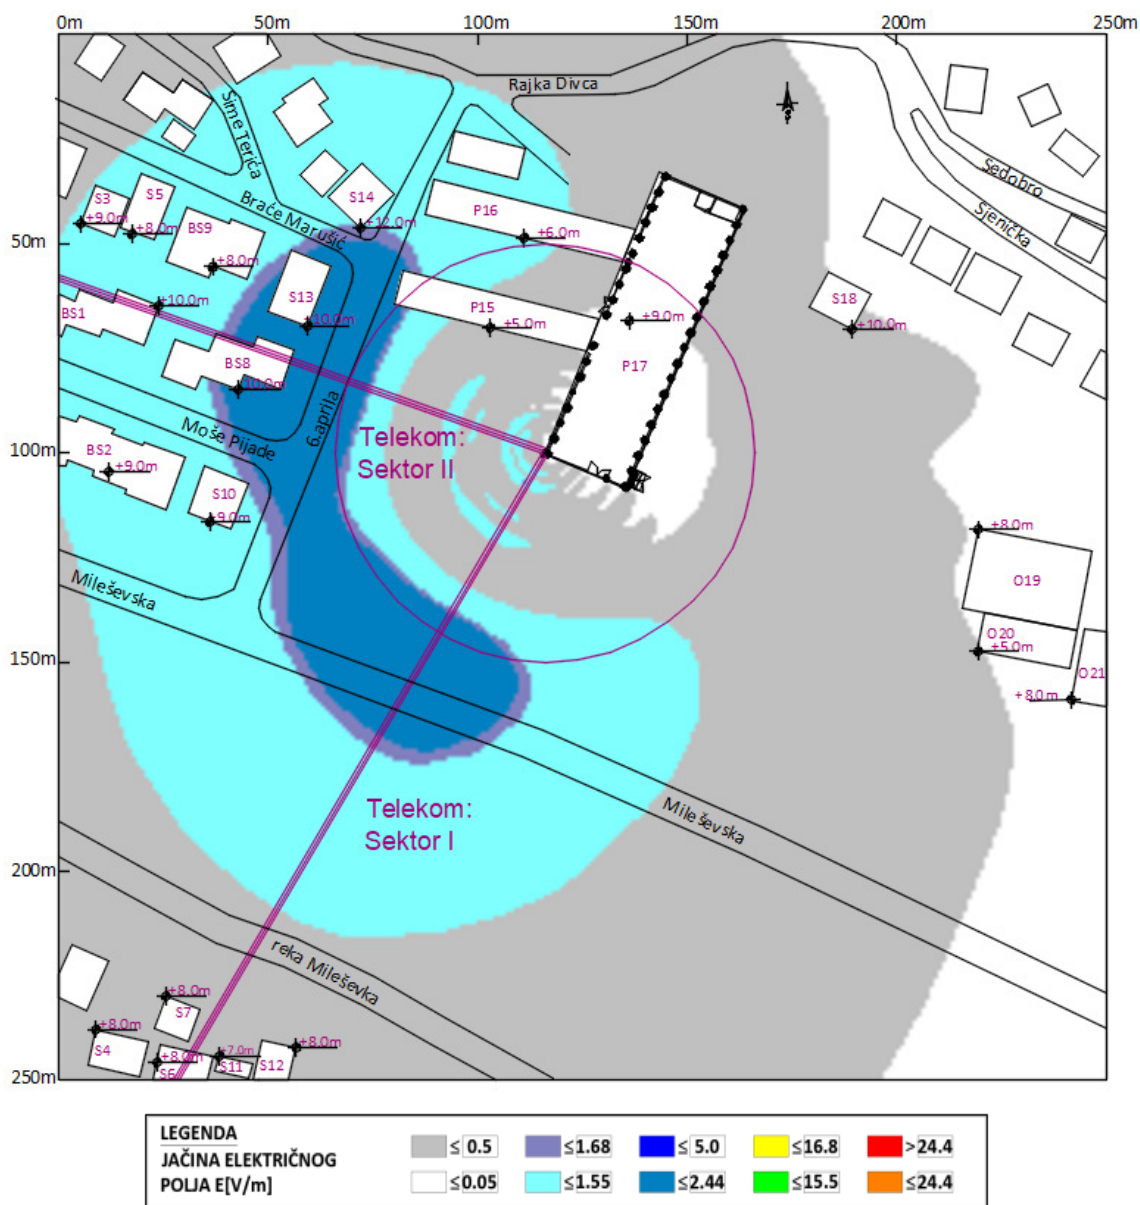 0m 50m 100m 150m 200m 250m
Rajka Divca
Sime Terića
Sedobro
S14
S3
S5
P16
Braće Marušić
Sjenička
+9.0m
+8.0m
BS9
+12.0m
+6.0m
50m
+8.0m
S13
+10.0m
P15
S18
BS1
+10.0m
+5.0m
+9.0m
+10.0m
BS8
P17
+10.0m
6.aprila
Moše Pijade
Telekom:
Sektor II
100m
BS2
+9.0m
S10
+9.0m
+8.0m
Mileševska
O19
O20
+5.0m
150m
O21
+8.0m
Telekom:
Sektor I
Mileševska
200m
reka Mileševka
+8.0m
S7
+8.0m
S4
+8.0m
S6
+7.0m
S11
S12
+8.0m
250m
LEGENDA
JAČINA ELEKTRIČNOG
POLJA E[V/m]
≤ 0.5 ≤1.68 ≤ 5.0 ≤16.8 >24.4
≤0.05 ≤1.55 ≤2.44 ≤15.5 ≤24.4